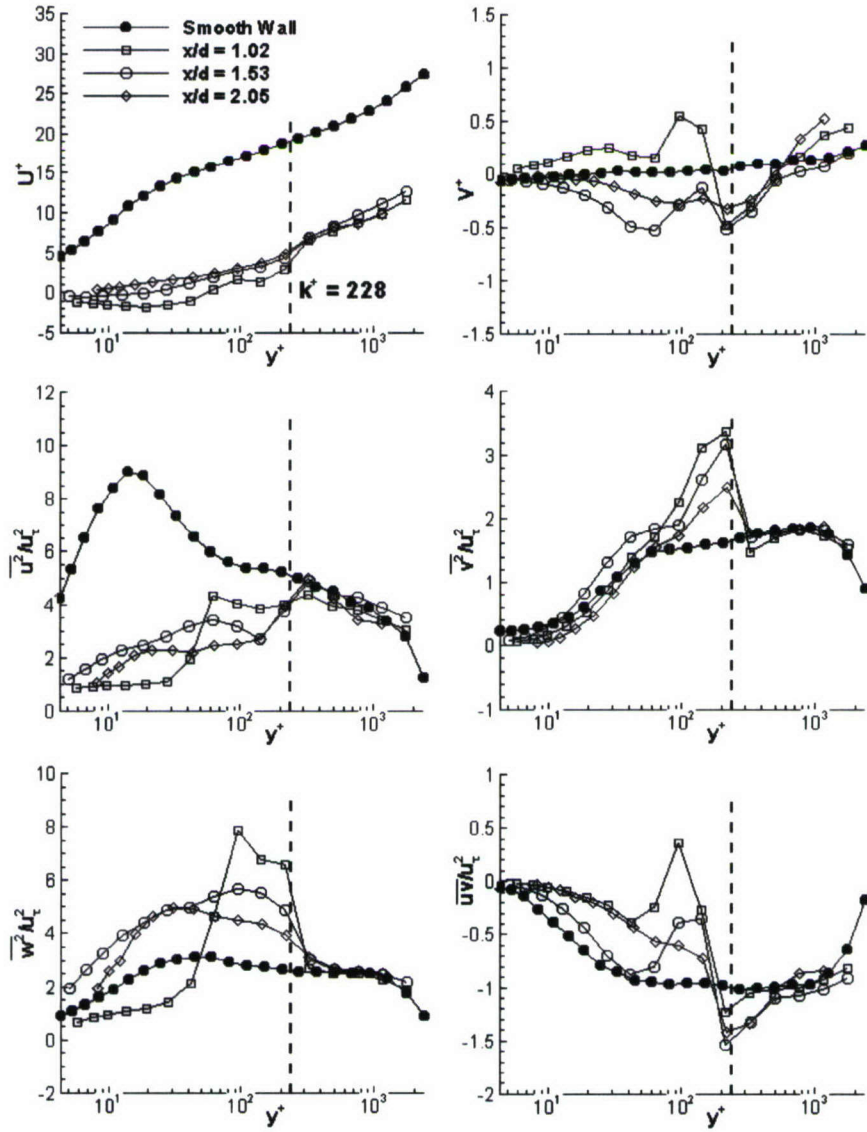 Smooth Wall
x/d = 1.02
x/d = 1.53
x/d = 2.05
35
30
25
20
15
10
5
0
-5
U⁺
k⁺ = 228
10¹ 10² 10³
y⁺
1.5
1
0.5
0
-0.5
-1
-1.5
V⁺
10¹ 10² 10³
y⁺
12
10
8
6
4
2
0
u²/u²τ
10¹ 10² 10³
y⁺
4
3
2
1
0
-1
v²/u²τ
10¹ 10² 10³
y⁺
10
8
6
4
2
0
-2
w²/u²τ
10¹ 10² 10³
y⁺
1
0.5
0
-0.5
-1
-1.5
-2
uv/u²τ
10¹ 10² 10³
y⁺